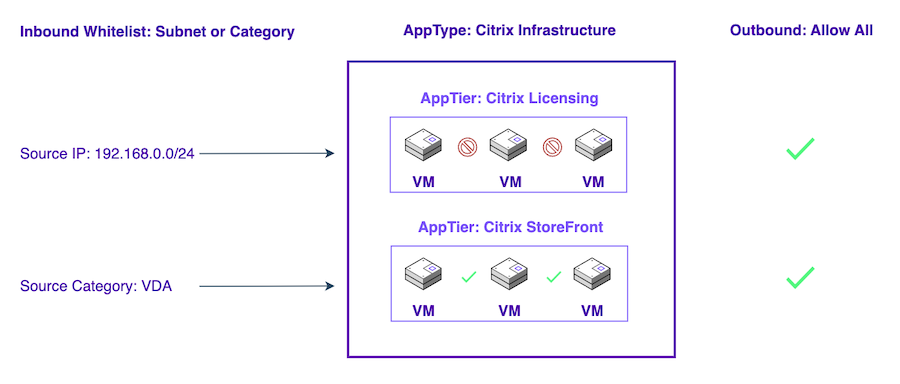 Inbound Whitelist: Subnet or Category
AppType: Citrix Infrastructure
Outbound: Allow All
AppTier: Citrix Licensing
Source IP: 192.168.0.0/24
VM VM VM
AppTier: Citrix StoreFront
Source Category: VDA
VM VM VM